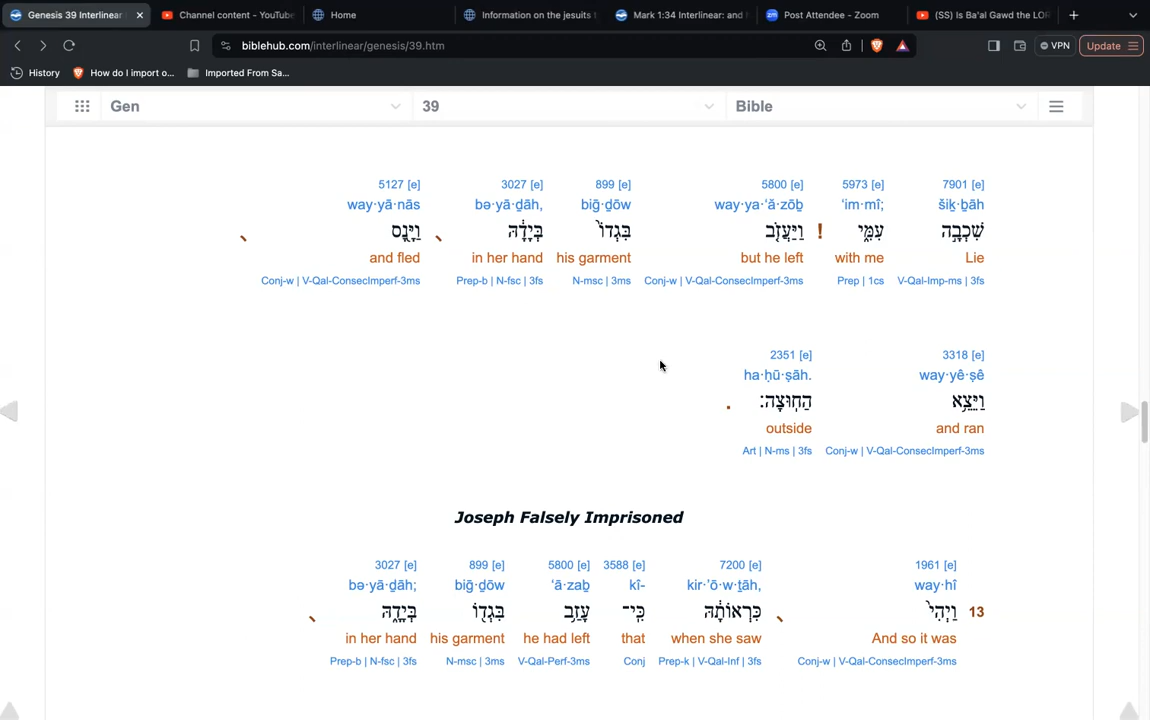 Genesis 39 Interlinear
Channel content - YouTube
Home
Information on the jesuits t
Mark 1:34 Interlinear: and h
Post Attendee - Zoom
(SS) Is Ba'al Gawd the LOR
biblehub.com/interlinear/genesis/39.htm
VPN
Update
History
How do I import o...
Imported From Sa...
Gen
39
Bible
5127 [e] 3027 [e] 899 [e] 5800 [e] 5973 [e] 7901 [e]
way·yā·nās bə·yā·ḏāh, biḡ·ḏōw way·ya·‘ă·zōḇ ‘im·mî; šiḵ·ḇāh
שִׁכְבָ֣ה עִמִּ֑י ! וַיַּעֲזֹ֤ב בִּגְדוֹ֙ בְּיָדָ֔הּ 、 וַיָּ֖נָס 、
and fled in her hand his garment but he left with me Lie
Conj-w | V-Qal-ConsecImperf-3ms Prep-b | N-fsc | 3fs N-msc | 3ms Conj-w | V-Qal-ConsecImperf-3ms Prep | 1cs V-Qal-Imp-ms | 3fs
2351 [e] 3318 [e]
ha·ḥū·ṣāh. way·yê·ṣê
וַיֵּצֵ֥א הַחֽוּצָה׃ .
outside and ran
Art | N-ms | 3fs Conj-w | V-Qal-ConsecImperf-3ms
Joseph Falsely Imprisoned
3027 [e] 899 [e] 5800 [e] 3588 [e] 7200 [e] 1961 [e]
bə·yā·ḏāh; biḡ·ḏōw ‘ā·zaḇ kî- kir·’ō·w·ṯāh, way·hî
13 וַיְהִי֙ 、 כִּרְאוֹתָ֔הּ כִּֽי־ עָזַ֥ב בִּגְד֖וֹ בְּיָדָ֑הּ 、
in her hand his garment he had left that when she saw And so it was
Prep-b | N-fsc | 3fs N-msc | 3ms V-Qal-Perf-3ms Conj Prep-k | V-Qal-Inf | 3fs Conj-w | V-Qal-ConsecImperf-3ms